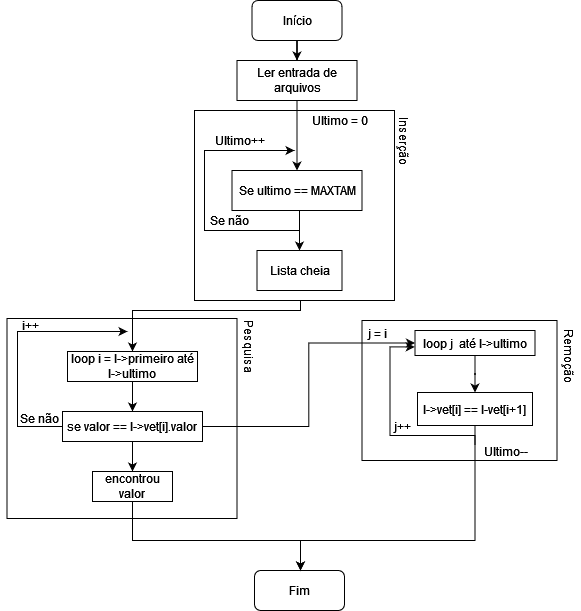 Início
Ler entrada de
arquivos
Ultimo = 0
Inserção
Ultimo++
Se ultimo == MAXTAM
Se não
Lista cheia
i++
Pesquisa
loop i = l->primeiro até
l->ultimo
Se não
se valor == l->vet[i].valor
encontrou
valor
j = i
Remoção
loop j até l->ultimo
l->vet[i] == l-vet[i+1]
j++
Ultimo--
Fim